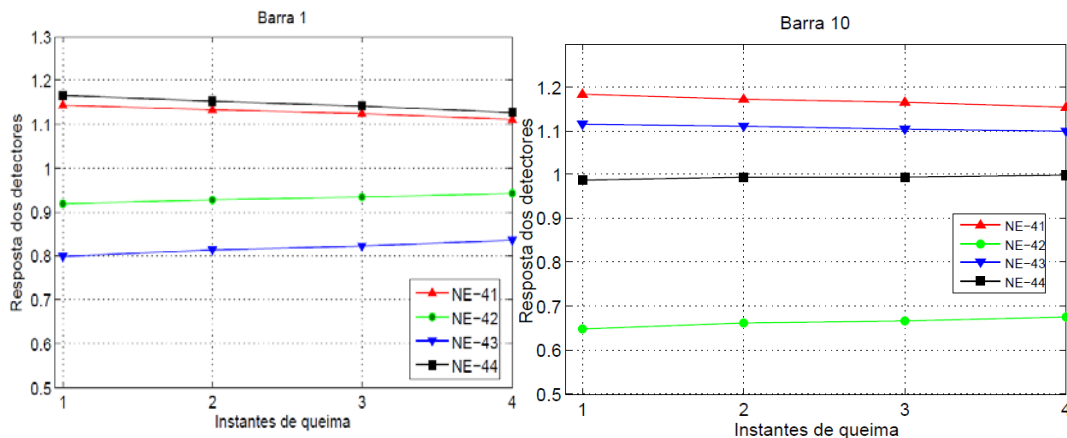 Barra 1
Resposta dos detectores
1.3
1.2
1.1
1
0.9
0.8
0.7
0.6
0.5
1
2
3
4
Instantes de queima
NE-41
NE-42
NE-43
NE-44
Barra 10
Resposta dos detectores
1.2
1.1
1
0.9
0.8
0.7
0.6
0.5
1
2
3
4
Instantes de queima
NE-41
NE-42
NE-43
NE-44